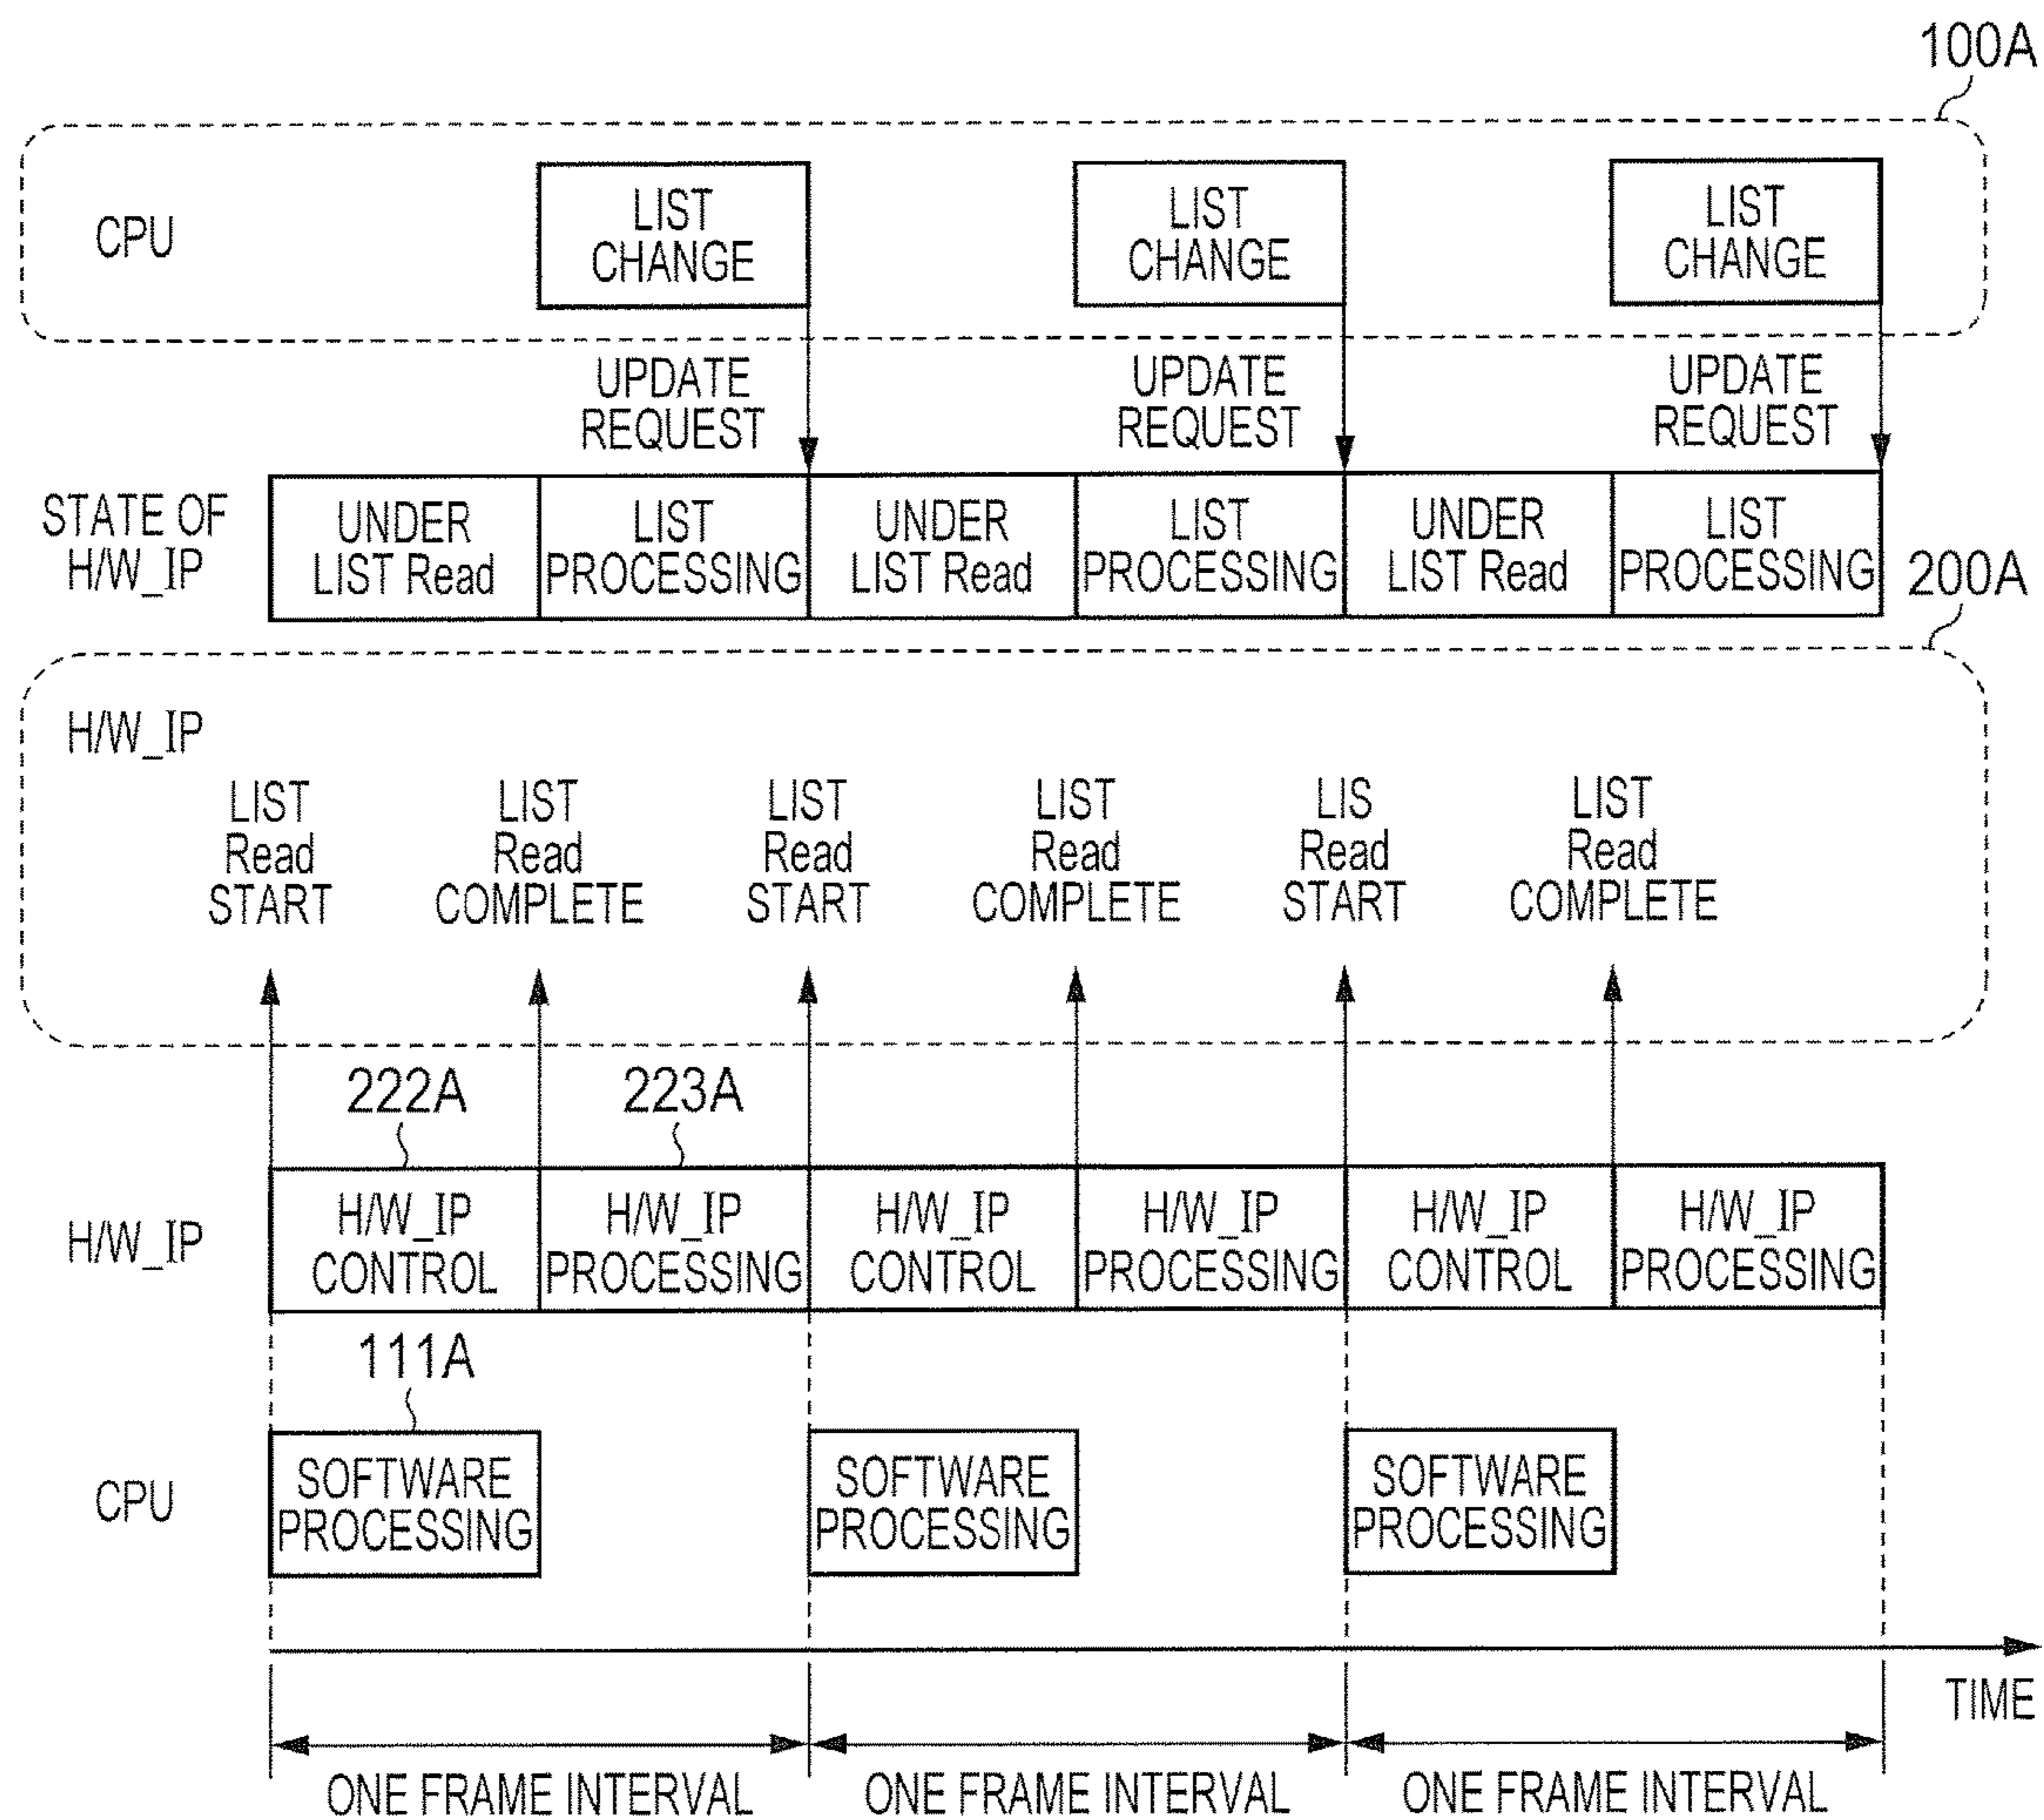 100A
CPU
LIST
CHANGE
LIST
CHANGE
LIST
CHANGE
UPDATE
REQUEST
UPDATE
REQUEST
UPDATE
REQUEST
STATE OF
H/W_IP
UNDER
LIST Read
LIST
PROCESSING
UNDER
LIST Read
LIST
PROCESSING
UNDER
LIST Read
LIST
PROCESSING
200A
H/W_IP
LIST
Read
START
LIST
Read
COMPLETE
LIST
Read
START
LIST
Read
COMPLETE
LIS
Read
START
LIST
Read
COMPLETE
222A
223A
H/W_IP
H/W_IP
CONTROL
H/W_IP
PROCESSING
H/W_IP
CONTROL
H/W_IP
PROCESSING
H/W_IP
CONTROL
H/W_IP
PROCESSING
111A
CPU
SOFTWARE
PROCESSING
SOFTWARE
PROCESSING
SOFTWARE
PROCESSING
TIME
ONE FRAME INTERVAL
ONE FRAME INTERVAL
ONE FRAME INTERVAL